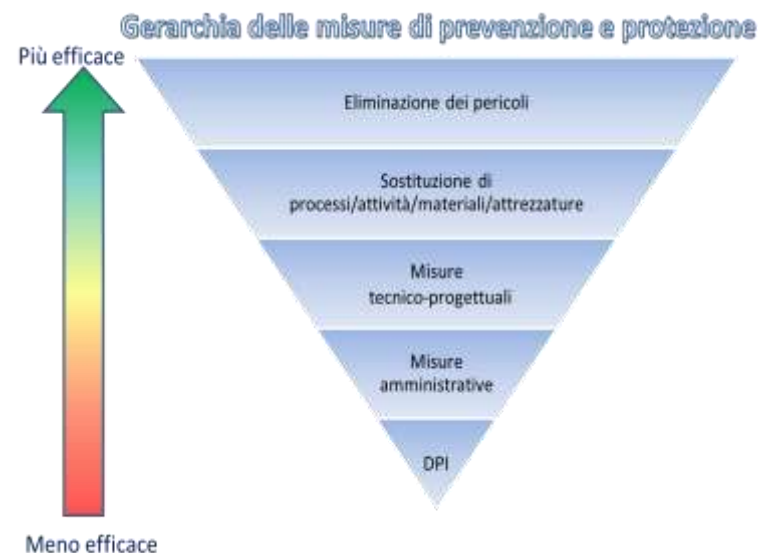 Gerarchia delle misure di prevenzione e protezione
Più efficace
Eliminazione dei pericoli
Sostituzione di
processi/attività/materiali/attrezzature
Misure
tecnico-progettuali
Misure
amministrative
DPI
Meno efficace